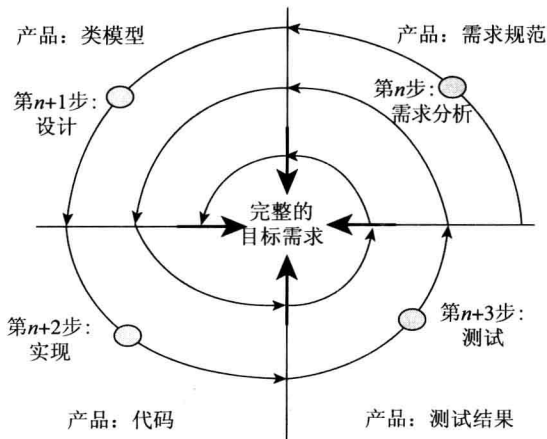 产品：类模型
产品：需求规范
第n+1步：
设计
第n步：
需求分析
完整的
目标需求
第n+2步：
实现
第n+3步：
测试
产品：代码
产品：测试结果